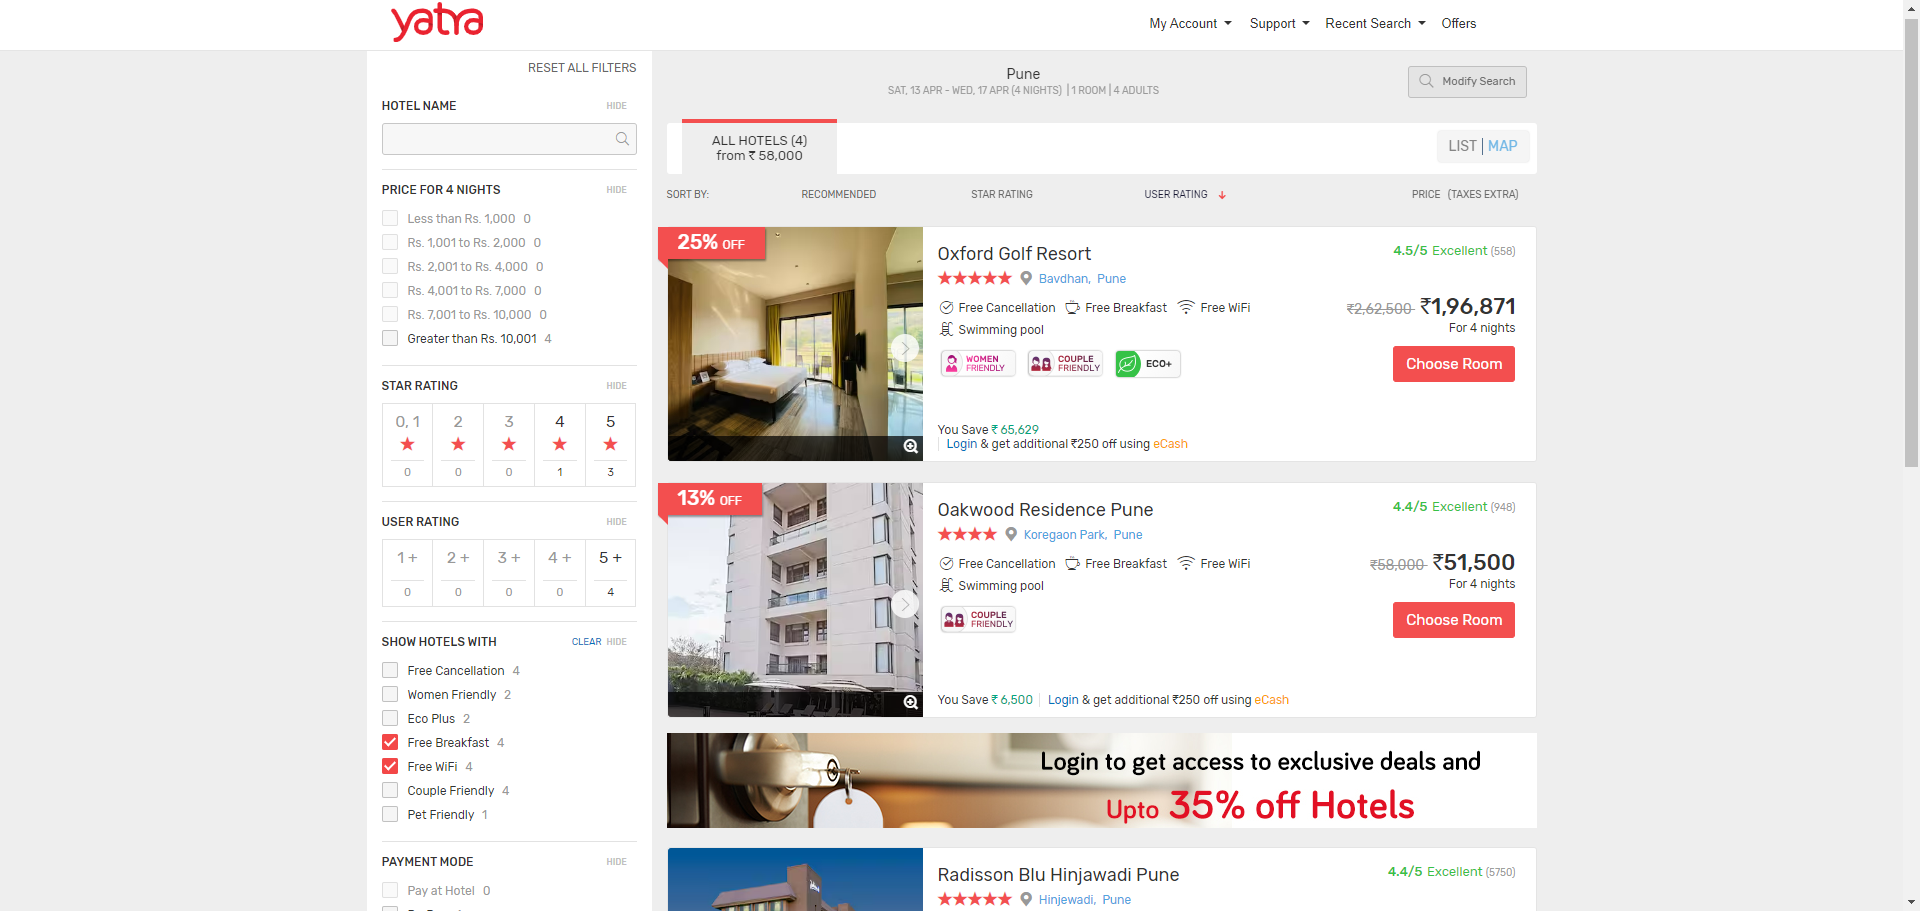 yatra
My Account
Support
Recent Search
Offers
RESET ALL FILTERS
HOTEL NAME HIDE
PRICE FOR 4 NIGHTS HIDE
Less than Rs. 1,000 0
Rs. 1,001 to Rs. 2,000 0
Rs. 2,001 to Rs. 4,000 0
Rs. 4,001 to Rs. 7,000 0
Rs. 7,001 to Rs. 10,000 0
Greater than Rs. 10,001 4
STAR RATING HIDE
0, 1 2 3 4 5
0 0 0 1 3
USER RATING HIDE
1 + 2 + 3 + 4 + 5 +
0 0 0 0 4
SHOW HOTELS WITH CLEAR HIDE
Free Cancellation 4
Women Friendly 2
Eco Plus 2
Free Breakfast 4
Free WiFi 4
Couple Friendly 4
Pet Friendly 1
PAYMENT MODE HIDE
Pay at Hotel 0
Pune
SAT, 13 APR - WED, 17 APR (4 NIGHTS) | 1 ROOM | 4 ADULTS
Modify Search
ALL HOTELS (4)
from ₹ 58,000
LIST | MAP
SORT BY: RECOMMENDED STAR RATING USER RATING PRICE (TAXES EXTRA)
25% OFF
Oxford Golf Resort
4.5/5 Excellent (558)
Bavdhan, Pune
Free Cancellation Free Breakfast Free WiFi
Swimming pool
₹2,62,500 ₹1,96,871
For 4 nights
WOMEN FRIENDLY
COUPLE FRIENDLY
ECO+
Choose Room
You Save ₹ 65,629
Login & get additional ₹250 off using eCash
13% OFF
Oakwood Residence Pune
4.4/5 Excellent (948)
Koregaon Park, Pune
Free Cancellation Free Breakfast Free WiFi
Swimming pool
₹58,000 ₹51,500
For 4 nights
COUPLE FRIENDLY
Choose Room
You Save ₹ 6,500 Login & get additional ₹250 off using eCash
Login to get access to exclusive deals and
Upto 35% off Hotels
Radisson Blu Hinjawadi Pune
4.4/5 Excellent (5750)
Hinjewadi, Pune